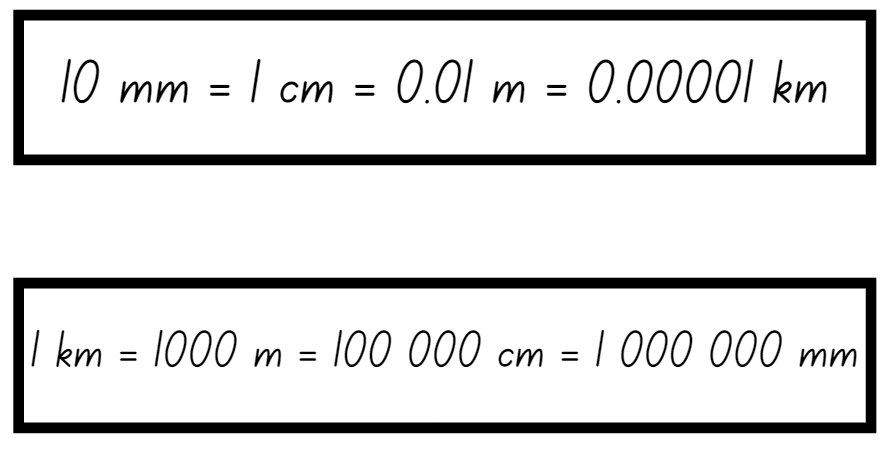 10 mm = 1 cm = 0.01 m = 0.00001 km
1 km = 1000 m = 100 000 cm = 1 000 000 mm